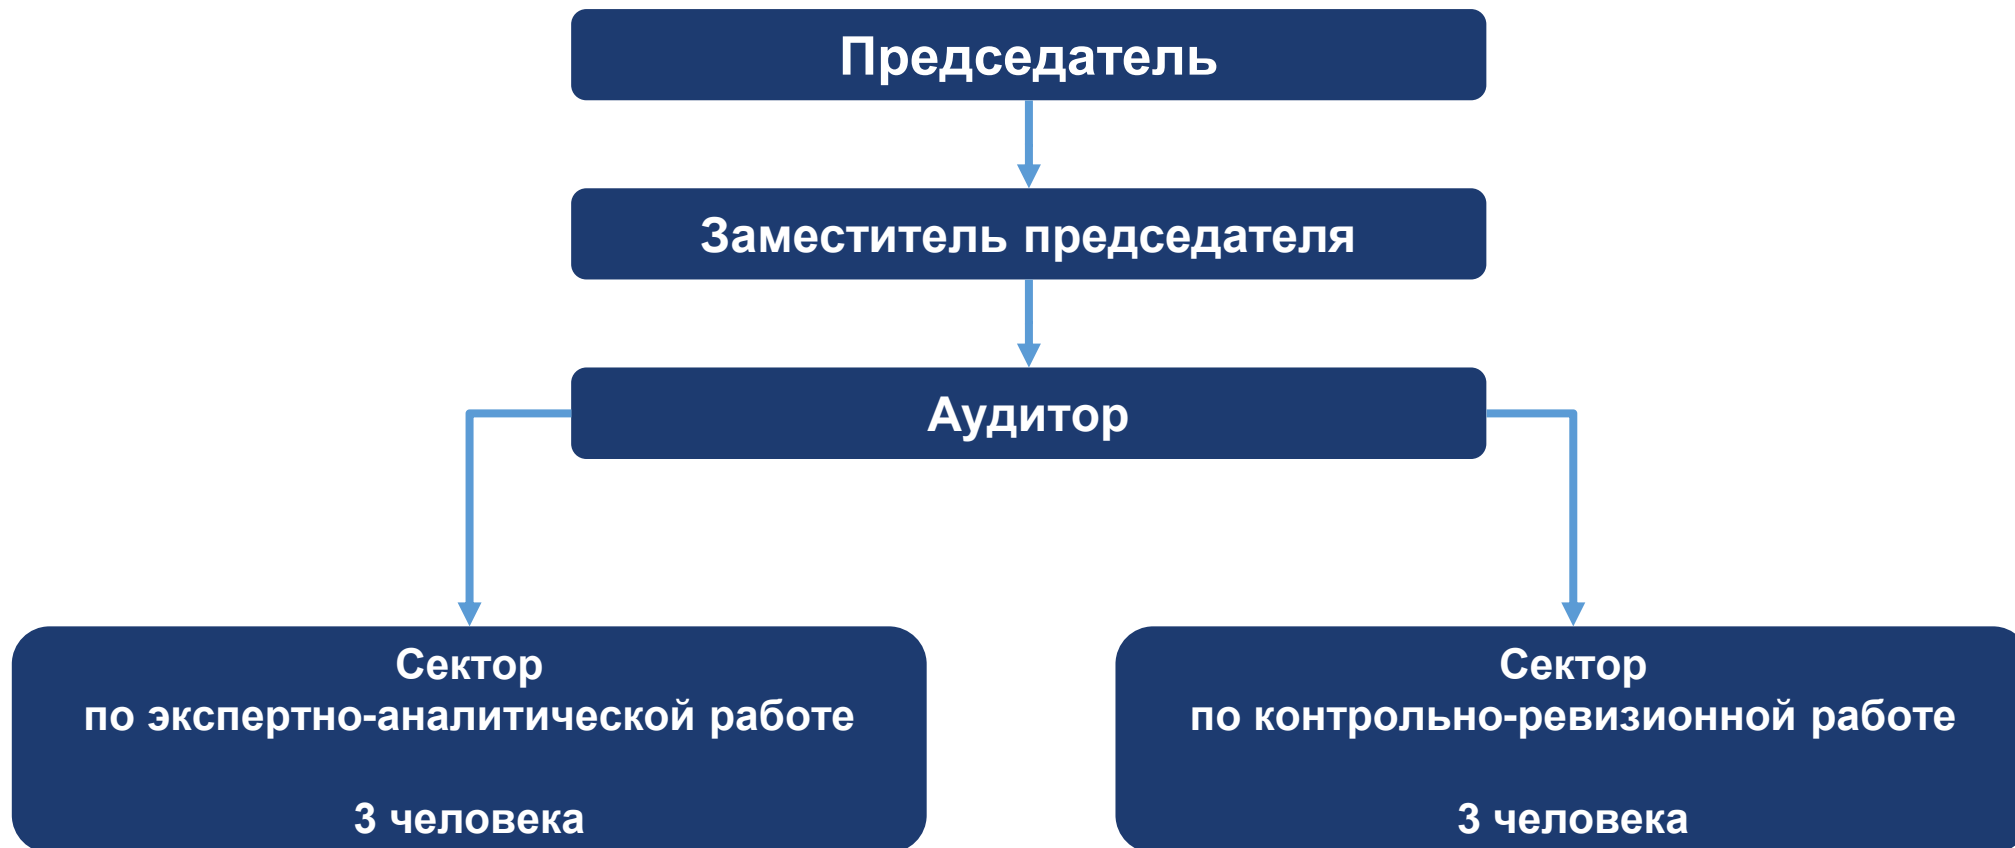 Председатель
Заместитель председателя
Аудитор
Сектор
по экспертно-аналитической работе
3 человека
Сектор
по контрольно-ревизионной работе
3 человека